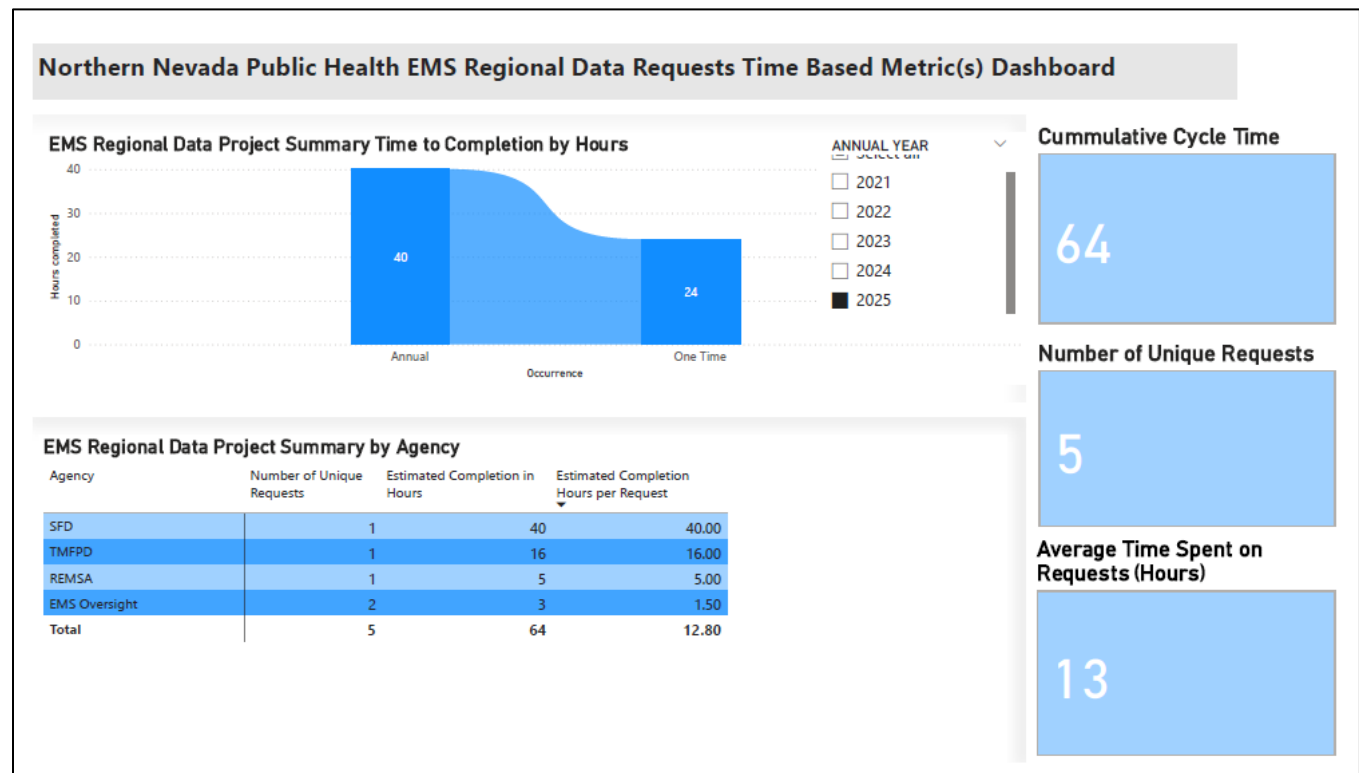 Northern Nevada Public Health EMS Regional Data Requests Time Based Metric(s) Dashboard
EMS Regional Data Project Summary Time to Completion by Hours
40
30
20
10
0
Hours completed
40
24
Annual
One Time
Occurrence
ANNUAL YEAR
Select all
2021
2022
2023
2024
2025
Cummulative Cycle Time
64
Number of Unique Requests
5
Average Time Spent on
Requests (Hours)
13
EMS Regional Data Project Summary by Agency
Agency Number of Unique Requests Estimated Completion in Hours Estimated Completion Hours per Request
SFD 1 40 40.00
TMFPD 1 16 16.00
REMSA 1 5 5.00
EMS Oversight 2 3 1.50
Total 5 64 12.80